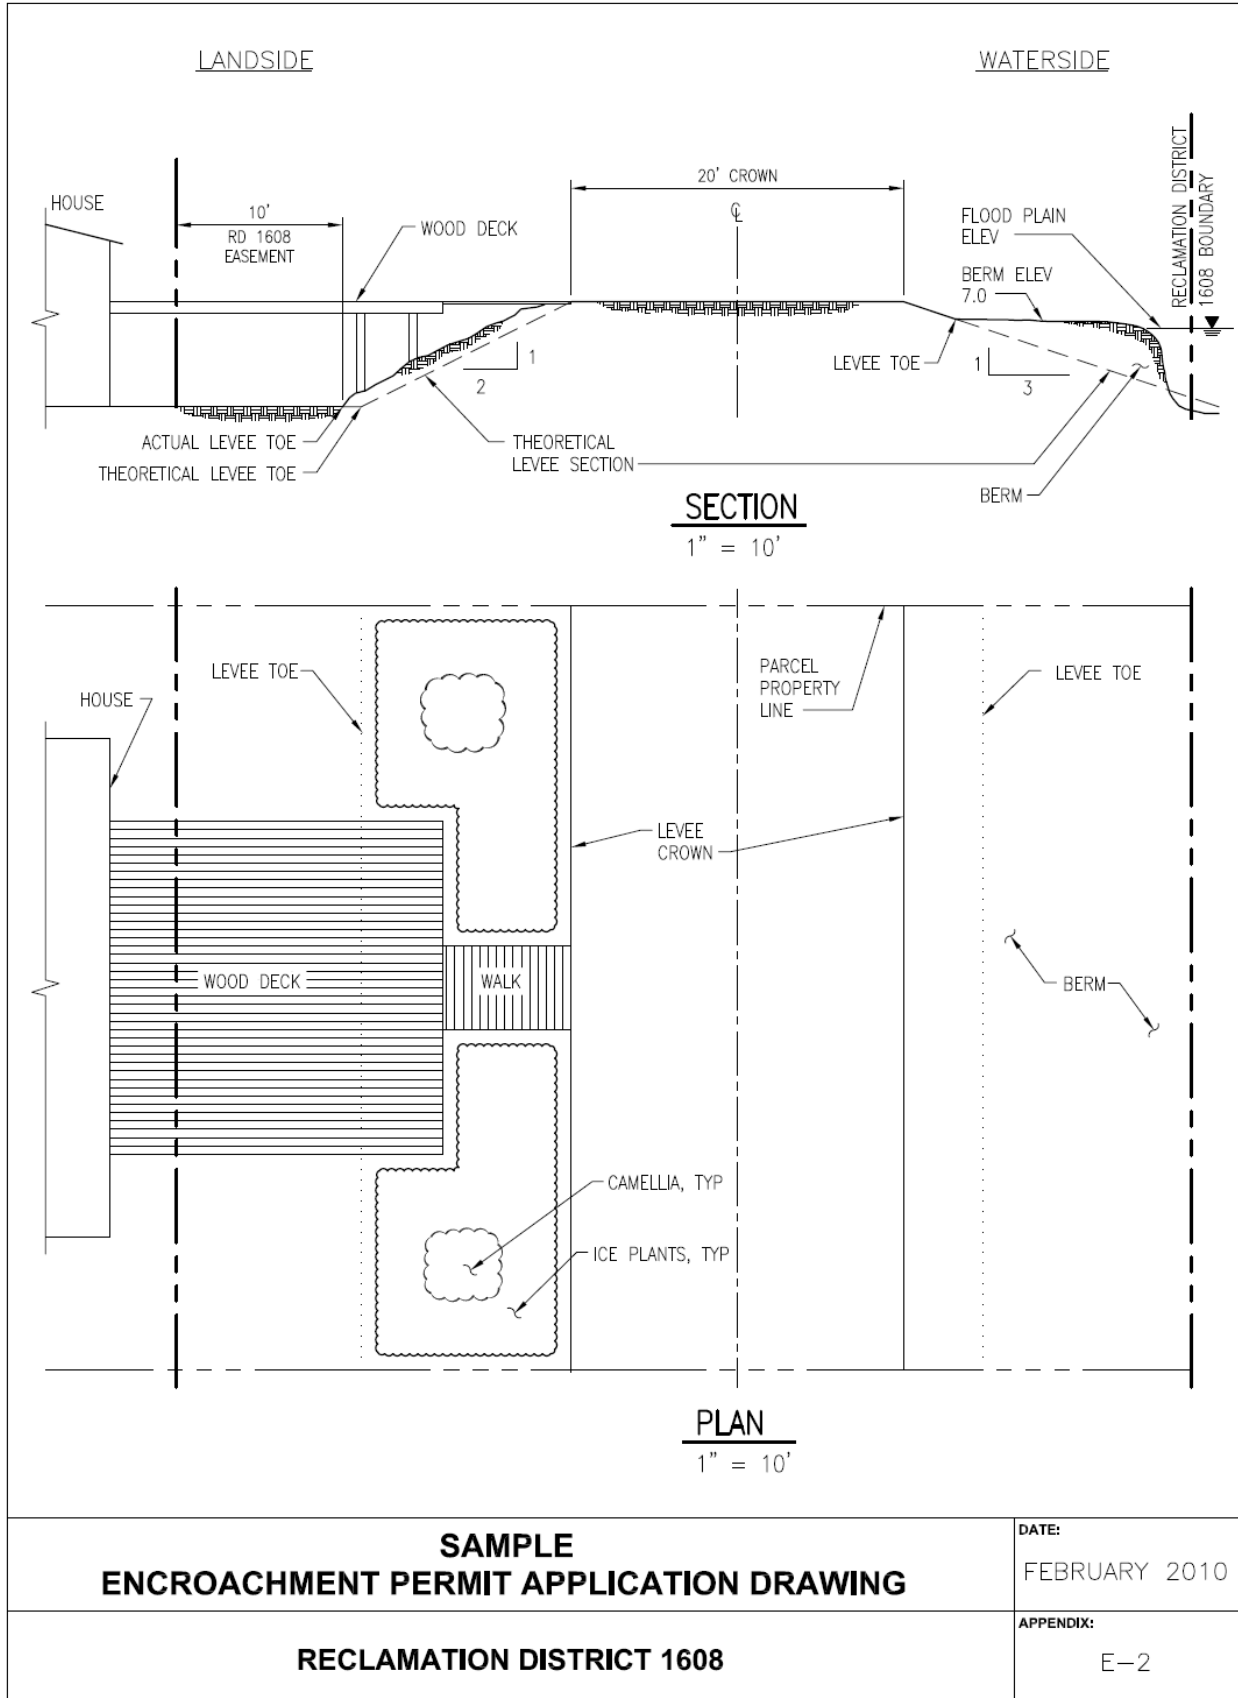 LANDSIDE
WATERSIDE
HOUSE
10'
RD 1608
EASEMENT
WOOD DECK
20' CROWN
℄
FLOOD PLAIN
ELEV
BERM ELEV
7.0
RECLAMATION DISTRICT
1608 BOUNDARY
LEVEE TOE
1
2
1
3
ACTUAL LEVEE TOE
THEORETICAL LEVEE TOE
THEORETICAL
LEVEE SECTION
BERM
SECTION
1" = 10'
LEVEE TOE
HOUSE
PARCEL
PROPERTY
LINE
LEVEE TOE
LEVEE
CROWN
WOOD DECK
WALK
BERM
CAMELLIA, TYP
ICE PLANTS, TYP
PLAN
1" = 10'
SAMPLE
ENCROACHMENT PERMIT APPLICATION DRAWING
DATE:
FEBRUARY 2010
RECLAMATION DISTRICT 1608
APPENDIX:
E-2